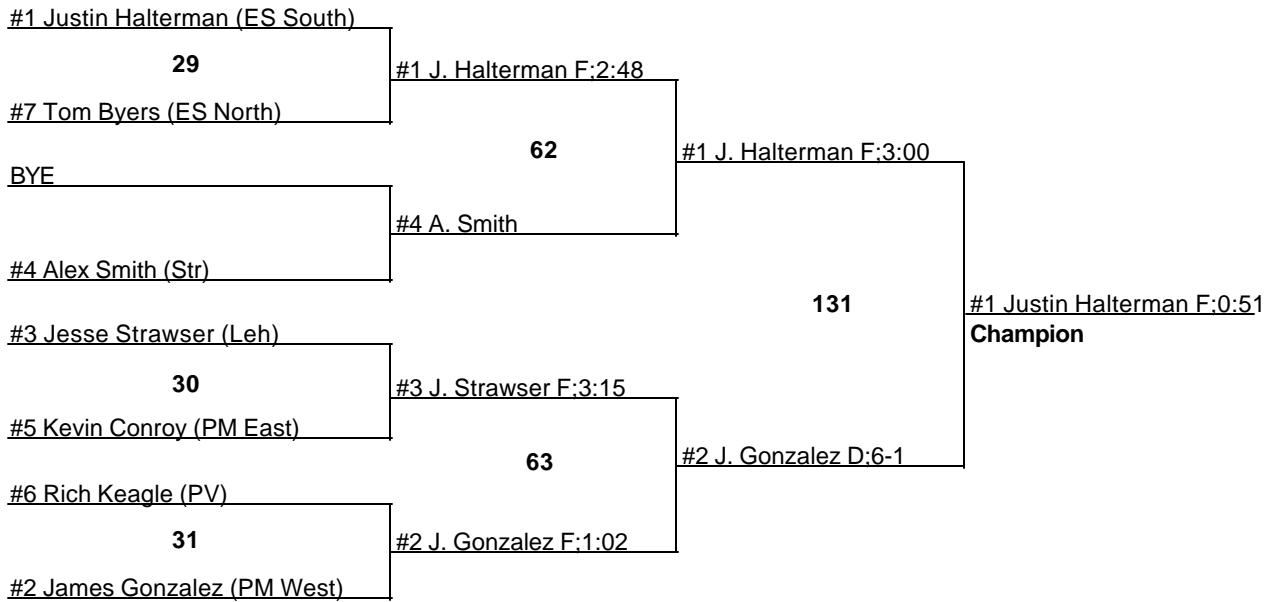 #1 Justin Halterman (ES South)
29
#1 J. Halterman F;2:48
#7 Tom Byers (ES North)
62
#1 J. Halterman F;3:00
BYE
#4 A. Smith
#4 Alex Smith (Str)
131
#1 Justin Halterman F;0:51
Champion
#3 Jesse Strawser (Leh)
30
#3 J. Strawser F;3:15
#5 Kevin Conroy (PM East)
63
#2 J. Gonzalez D;6-1
#6 Rich Keagle (PV)
31
#2 J. Gonzalez F;1:02
#2 James Gonzalez (PM West)